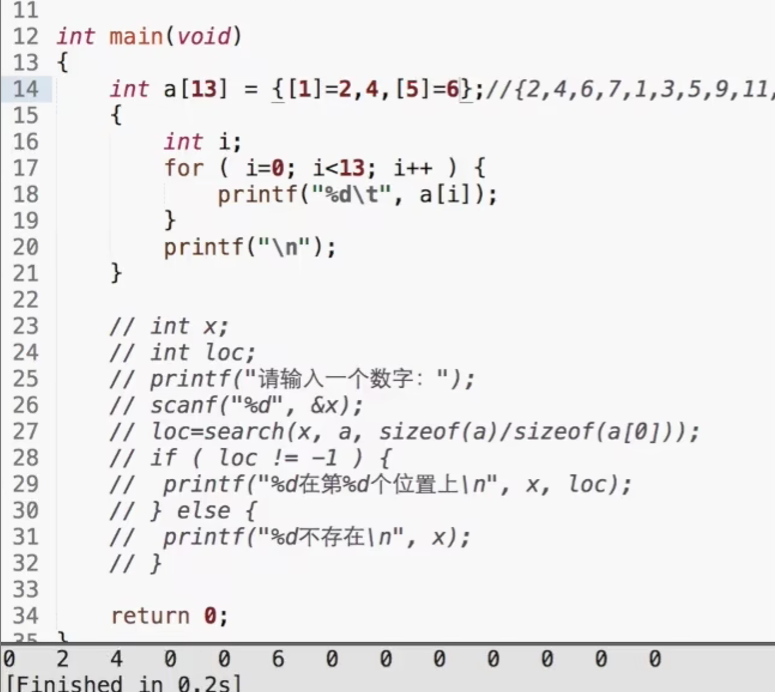 11
12 int main(void)
13 {
14 int a[13] = {[1]=2,4,[5]=6};//{2,4,6,7,1,3,5,9,11,
15 {
16 int i;
17 for ( i=0; i<13; i++ ) {
18 printf("%d\t", a[i]);
19 }
20 printf("\n");
21 }
22
23 // int x;
24 // int loc;
25 // printf("请输入一个数字：");
26 // scanf("%d", &x);
27 // loc=search(x, a, sizeof(a)/sizeof(a[0]));
28 // if ( loc != -1 ) {
29 // printf("%d在第%d个位置上\n", x, loc);
30 // } else {
31 // printf("%d不存在\n", x);
32 // }
33
34 return 0;
35 }
0 2 4 0 0 6 0 0 0 0 0 0 0
[Finished in 0.2s]